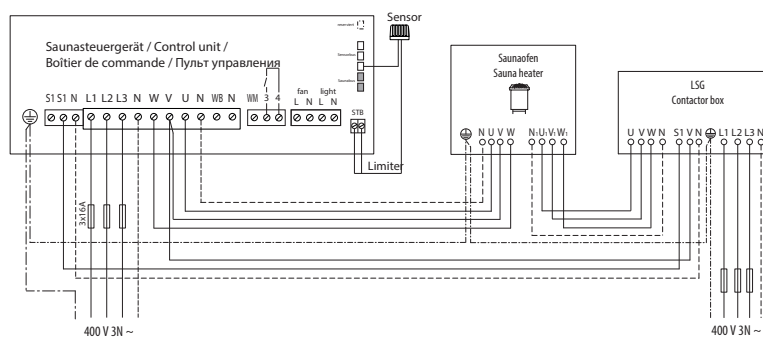 Sensor
Saunasteuergerät / Control unit /
Boîtier de commande / Пульт управления
S1 S1 N L1 L2 L3 N W V U N WB N
WM 3 4
fan light
L N L N
STB
Limiter
3x16A
400 V 3N ~
Saunaofen
Sauna heater
N U V W
N1 U1 V1 W1
LSG
Contactor box
U V W N S1 V N L1 L2 L3 N
400 V 3N ~